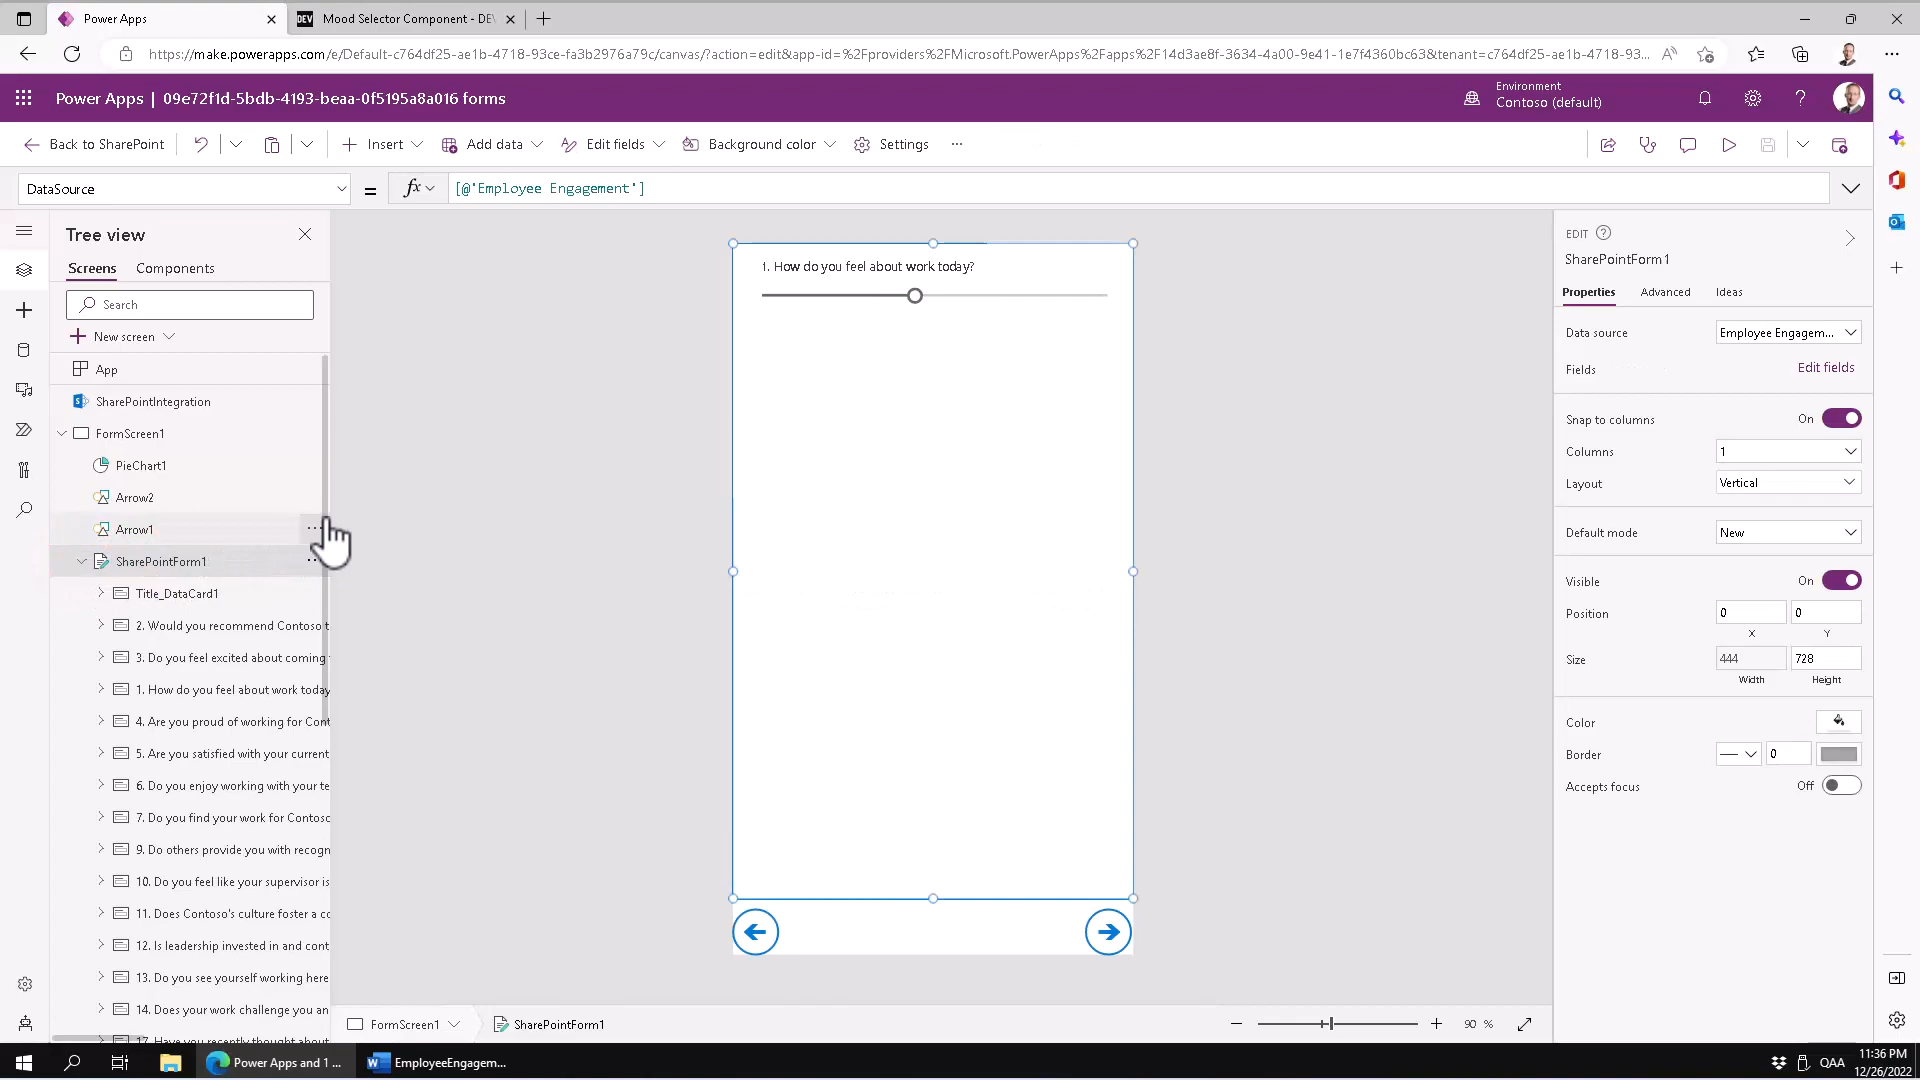 Power Apps
Mood Selector Component - DE
https://make.powerapps.com/e/Default-c764df25-ae1b-4718-93ce-fa3b2976a79c/canvas/?action=edit&app-id=%2Fproviders%2FMicrosoft.PowerApps%2Fapps%2F14d3ae8f-3634-4a00-9e41-1e7f4360bc63&tenant=c764df25-ae1b-4718-93...
Power Apps | 09e72f1d-5bdb-4193-beaa-0f5195a8a016 forms
Environment
Contoso (default)
Back to SharePoint
Insert
Add data
Edit fields
Background color
Settings
DataSource
=
fx
[@'Employee Engagement']
Tree view
Screens
Components
Search
New screen
App
SharePointIntegration
FormScreen1
PieChart1
Arrow2
Arrow1
SharePointForm1
Title_DataCard1
2. Would you recommend Contoso t
3. Do you feel excited about coming
1. How do you feel about work today
4. Are you proud of working for Cont
5. Are you satisfied with your current
6. Do you enjoy working with your te
7. Do you find your work for Contoso
9. Do others provide you with recogn
10. Do you feel like your supervisor is
11. Does Contoso's culture foster a co
12. Is leadership invested in and cont
13. Do you see yourself working here
14. Does your work challenge you an
17. Have you recently thought about
1. How do you feel about work today?
FormScreen1
SharePointForm1
90 %
EDIT
SharePointForm1
Properties
Advanced
Ideas
Data source
Employee Engagem...
Fields
Edit fields
Snap to columns
On
Columns
1
Layout
Vertical
Default mode
New
Visible
On
Position
0
0
X
Y
Size
444
728
Width
Height
Color
Border
0
Accepts focus
Off
Power Apps and 1 ...
EmployeeEngagem...
QAA
11:36 PM
12/26/2022